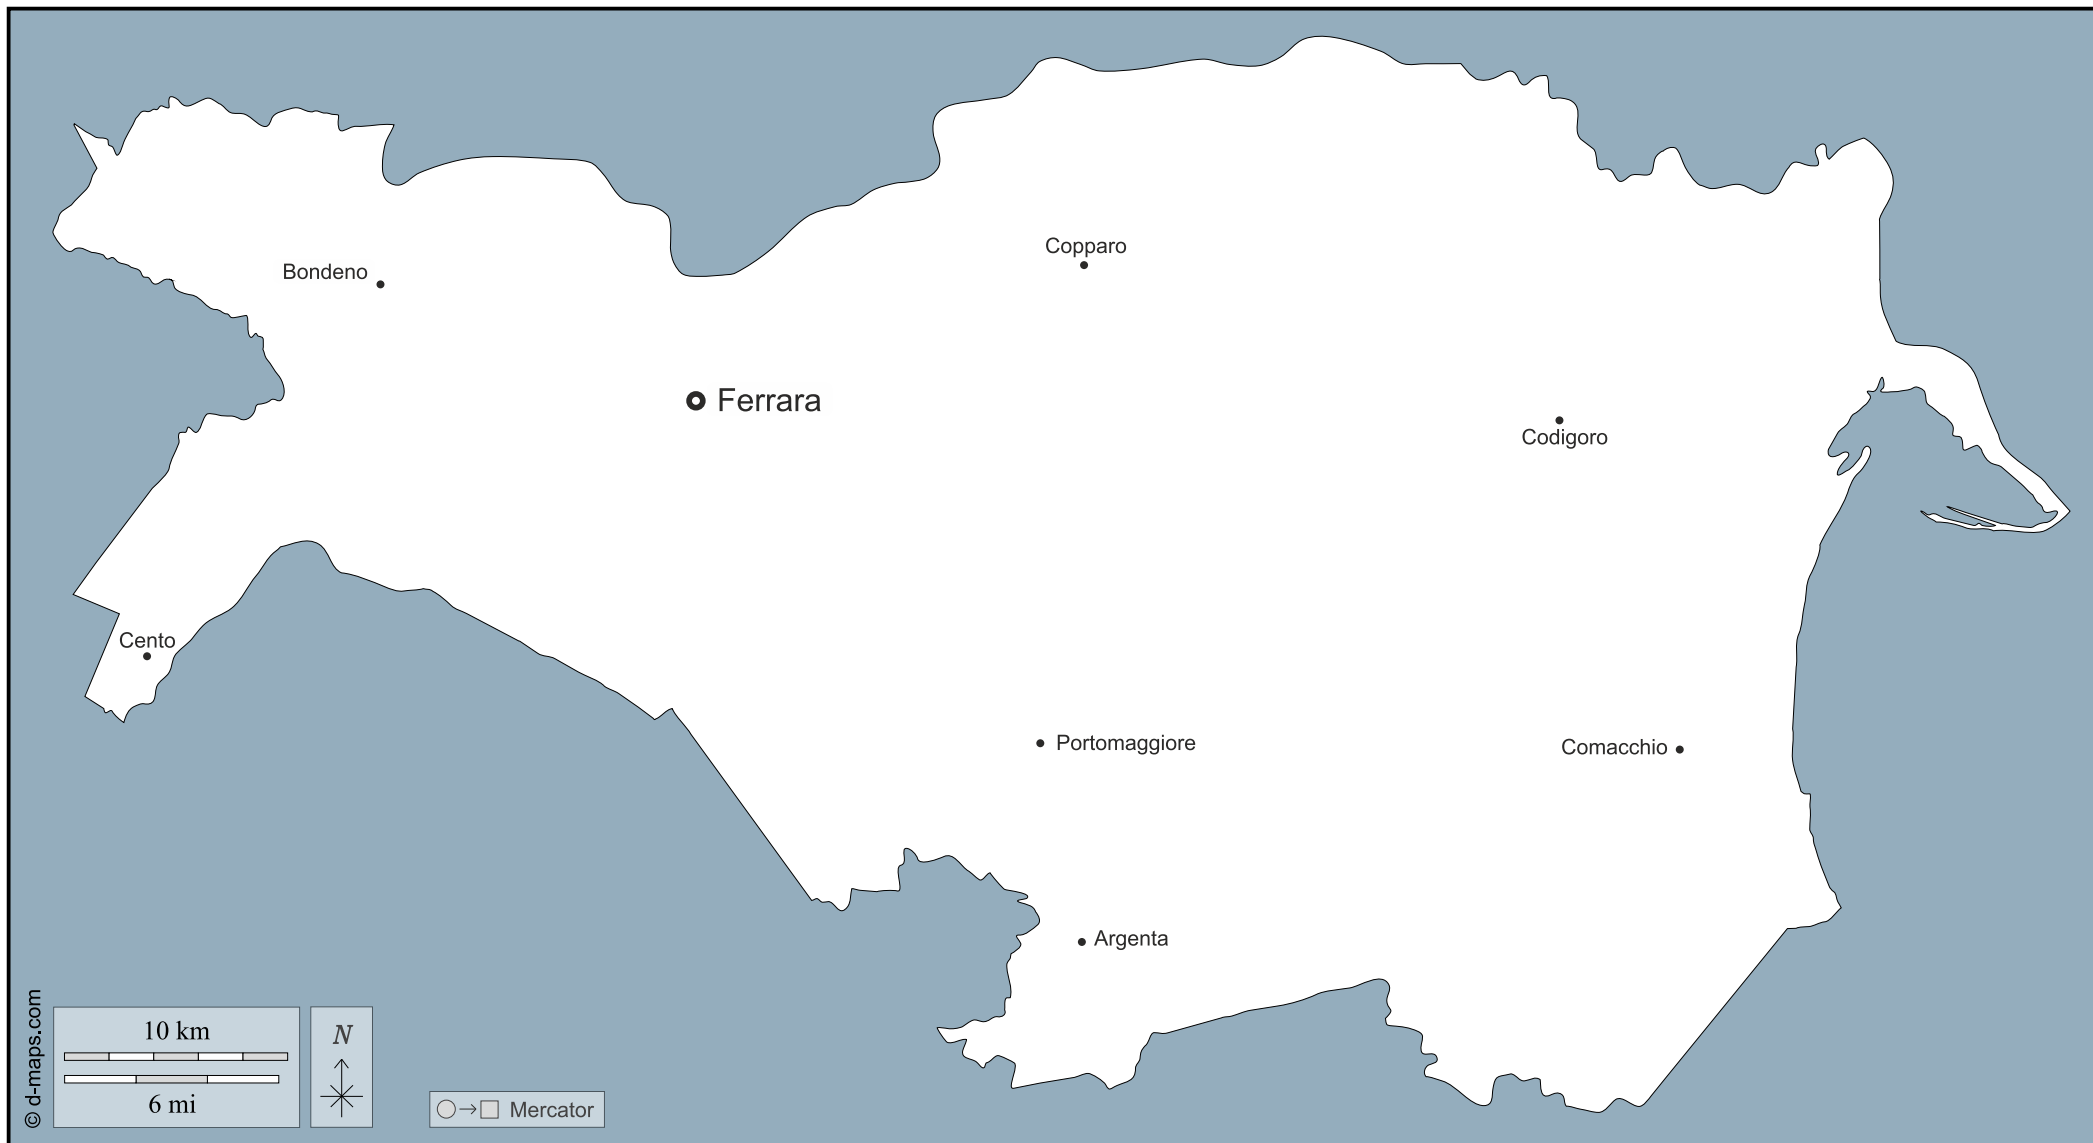 Copparo
Bondeno
Ferrara
Codigoro
Cento
Portomaggiore
Comacchio
Argenta
© d-maps.com
10 km
6 mi
N
Mercator